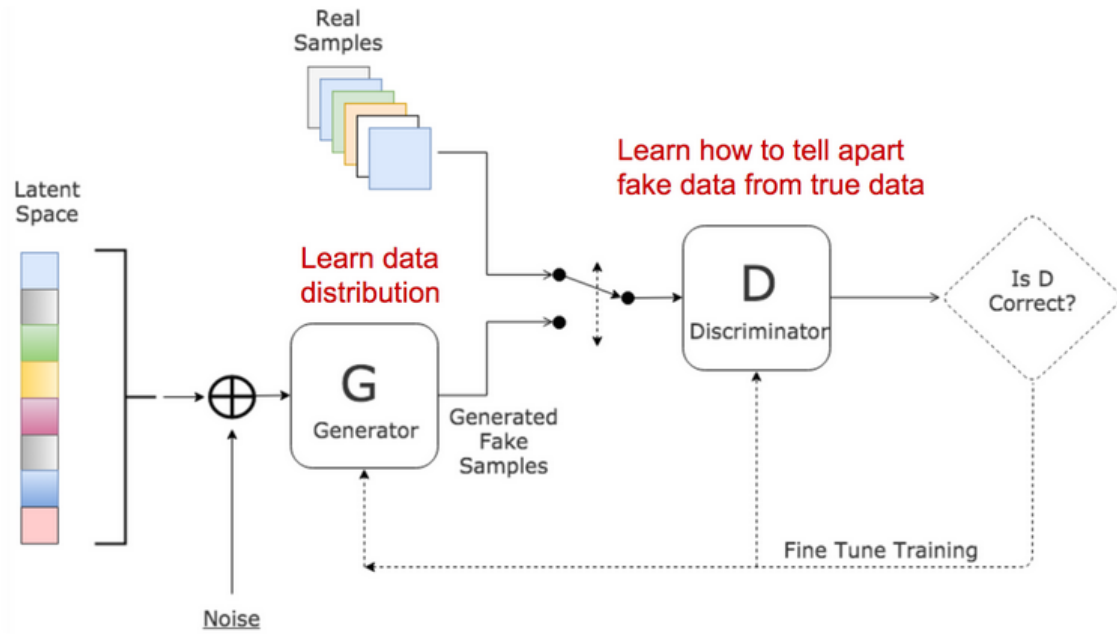 Real
Samples
Learn how to tell apart
fake data from true data
Latent
Space
Learn data
distribution
Is D
Correct?
D
Discriminator
G
Generator
Generated
Fake
Samples
Fine Tune Training
Noise